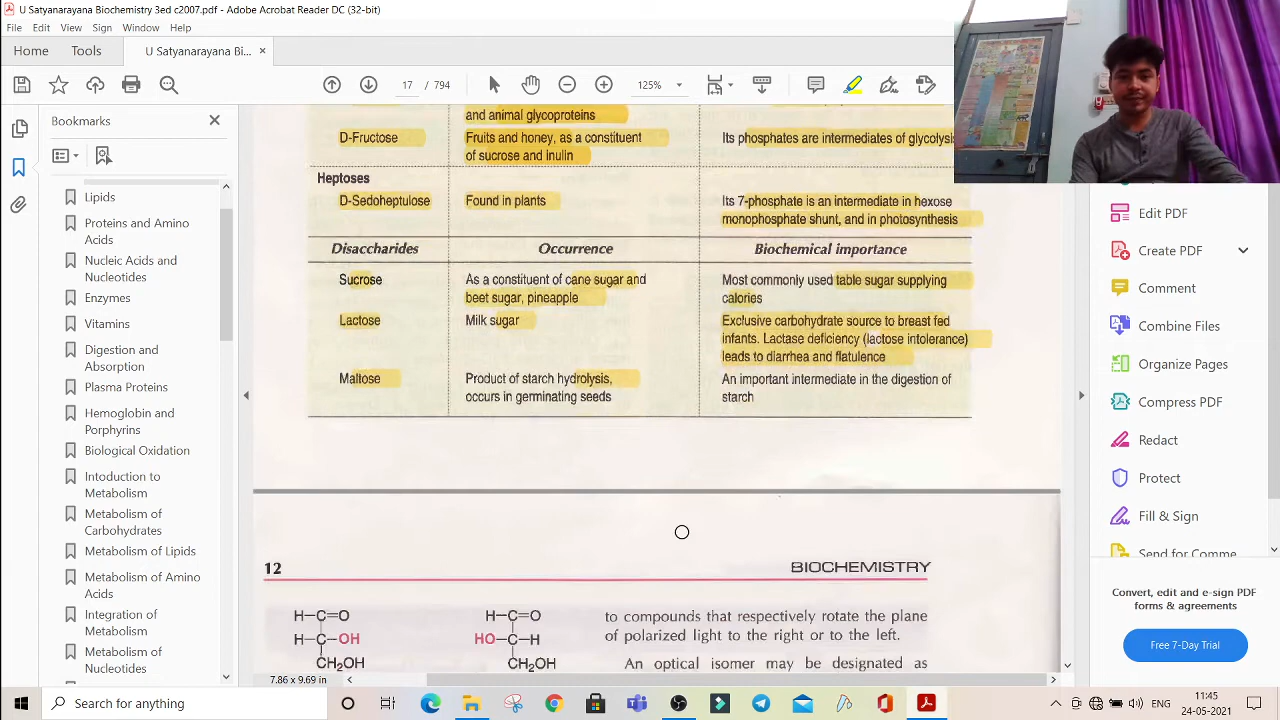 U Satyanarayana Biochemistry 3ed c2007.pdf - Adobe Acrobat Reader DC (32-bit)
File Edit View Sign Window Help
Home Tools U Satyanarayana Bi... ×
17 / 794 125%
Bookmarks
Lipids
Proteins and Amino
Acids
Nucleic Acids and
Nucleotides
Enzymes
Vitamins
Digestion and
Absorption
Plasma Proteins
Hemoglobin and
Porphyrins
Biological Oxidation
Intoduction to
Metabolism
Metabolism of
Carbohydrates
Metabolism of Lipids
Metabolism of Amino
Acids
Integration of
Metabolism
Metabolism of
Nucleotides
and animal glycoproteins
D-Fructose Fruits and honey, as a constituent Its phosphates are intermediates of glycolysis
of sucrose and inulin
Heptoses
D-Sedoheptulose Found in plants Its 7-phosphate is an intermediate in hexose
monophosphate shunt, and in photosynthesis
Disaccharides Occurrence Biochemical importance
Sucrose As a constituent of cane sugar and Most commonly used table sugar supplying
beet sugar, pineapple calories
Lactose Milk sugar Exclusive carbohydrate source to breast fed
infants. Lactase deficiency (lactose intolerance)
leads to diarrhea and flatulence
Maltose Product of starch hydrolysis, An important intermediate in the digestion of
occurs in germinating seeds starch
12 BIOCHEMISTRY
H–C=O H–C=O to compounds that respectively rotate the plane
H–C–OH HO–C–H of polarized light to the right or to the left.
CH2OH CH2OH An optical isomer may be designated as
7.86 x 9.69 in
Edit PDF
Create PDF
Comment
Combine Files
Organize Pages
Compress PDF
Redact
Protect
Fill & Sign
Send for Comme
Convert, edit and e-sign PDF
forms & agreements
Free 7-Day Trial
Search for anything
ENG 11:45
24-05-2021